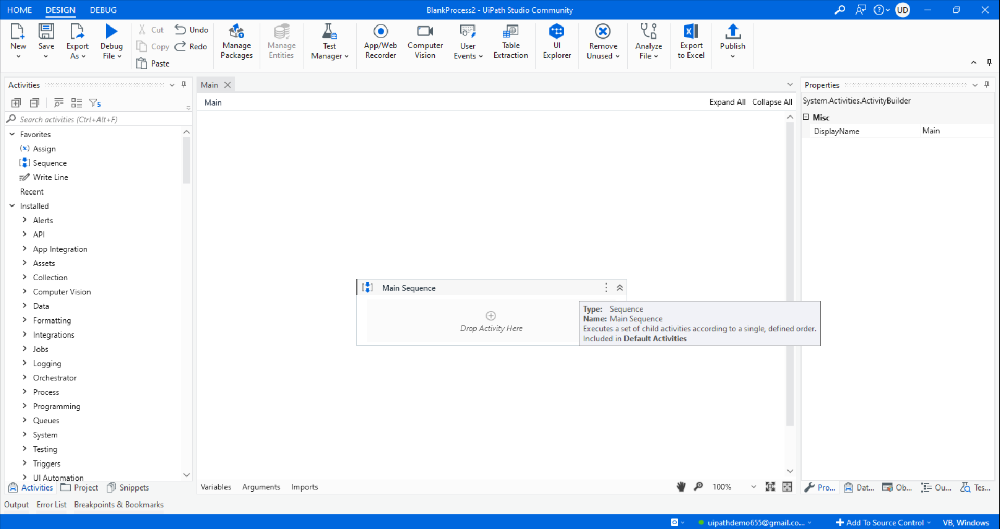 HOME DESIGN DEBUG
BlankProcess2 - UiPath Studio Community
UD
New
Save
Export As
Debug File
Cut
Copy
Paste
Undo
Redo
Manage Packages
Manage Entities
Test Manager
App/Web Recorder
Computer Vision
User Events
Table Extraction
UI Explorer
Remove Unused
Analyze File
Export to Excel
Publish
Activities
5
Search activities (Ctrl+Alt+F)
Favorites
(x) Assign
Sequence
Write Line
Recent
Installed
Alerts
API
App Integration
Assets
Collection
Computer Vision
Data
Formatting
Integrations
Jobs
Logging
Orchestrator
Process
Programming
Queues
System
Testing
Triggers
UI Automation
Activities Project Snippets
Main
Main
Expand All Collapse All
Main Sequence
Drop Activity Here
Type: Sequence
Name: Main Sequence
Executes a set of child activities according to a single, defined order.
Included in Default Activities
Variables Arguments Imports
100%
Properties
System.Activities.ActivityBuilder
Misc
DisplayName Main
Pro... Dat... Ob... Ou... Tes...
Output Error List Breakpoints & Bookmarks
uipathdemo655@gmail.co... Add To Source Control VB, Windows